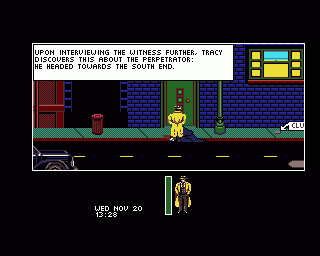 UPON INTERVIEWING THE WITNESS FURTHER, TRACY
DISCOVERS THIS ABOUT THE PERPETRATOR:
HE HEADED TOWARDS THE SOUTH END.
CLU
WED NOV 20
13:28